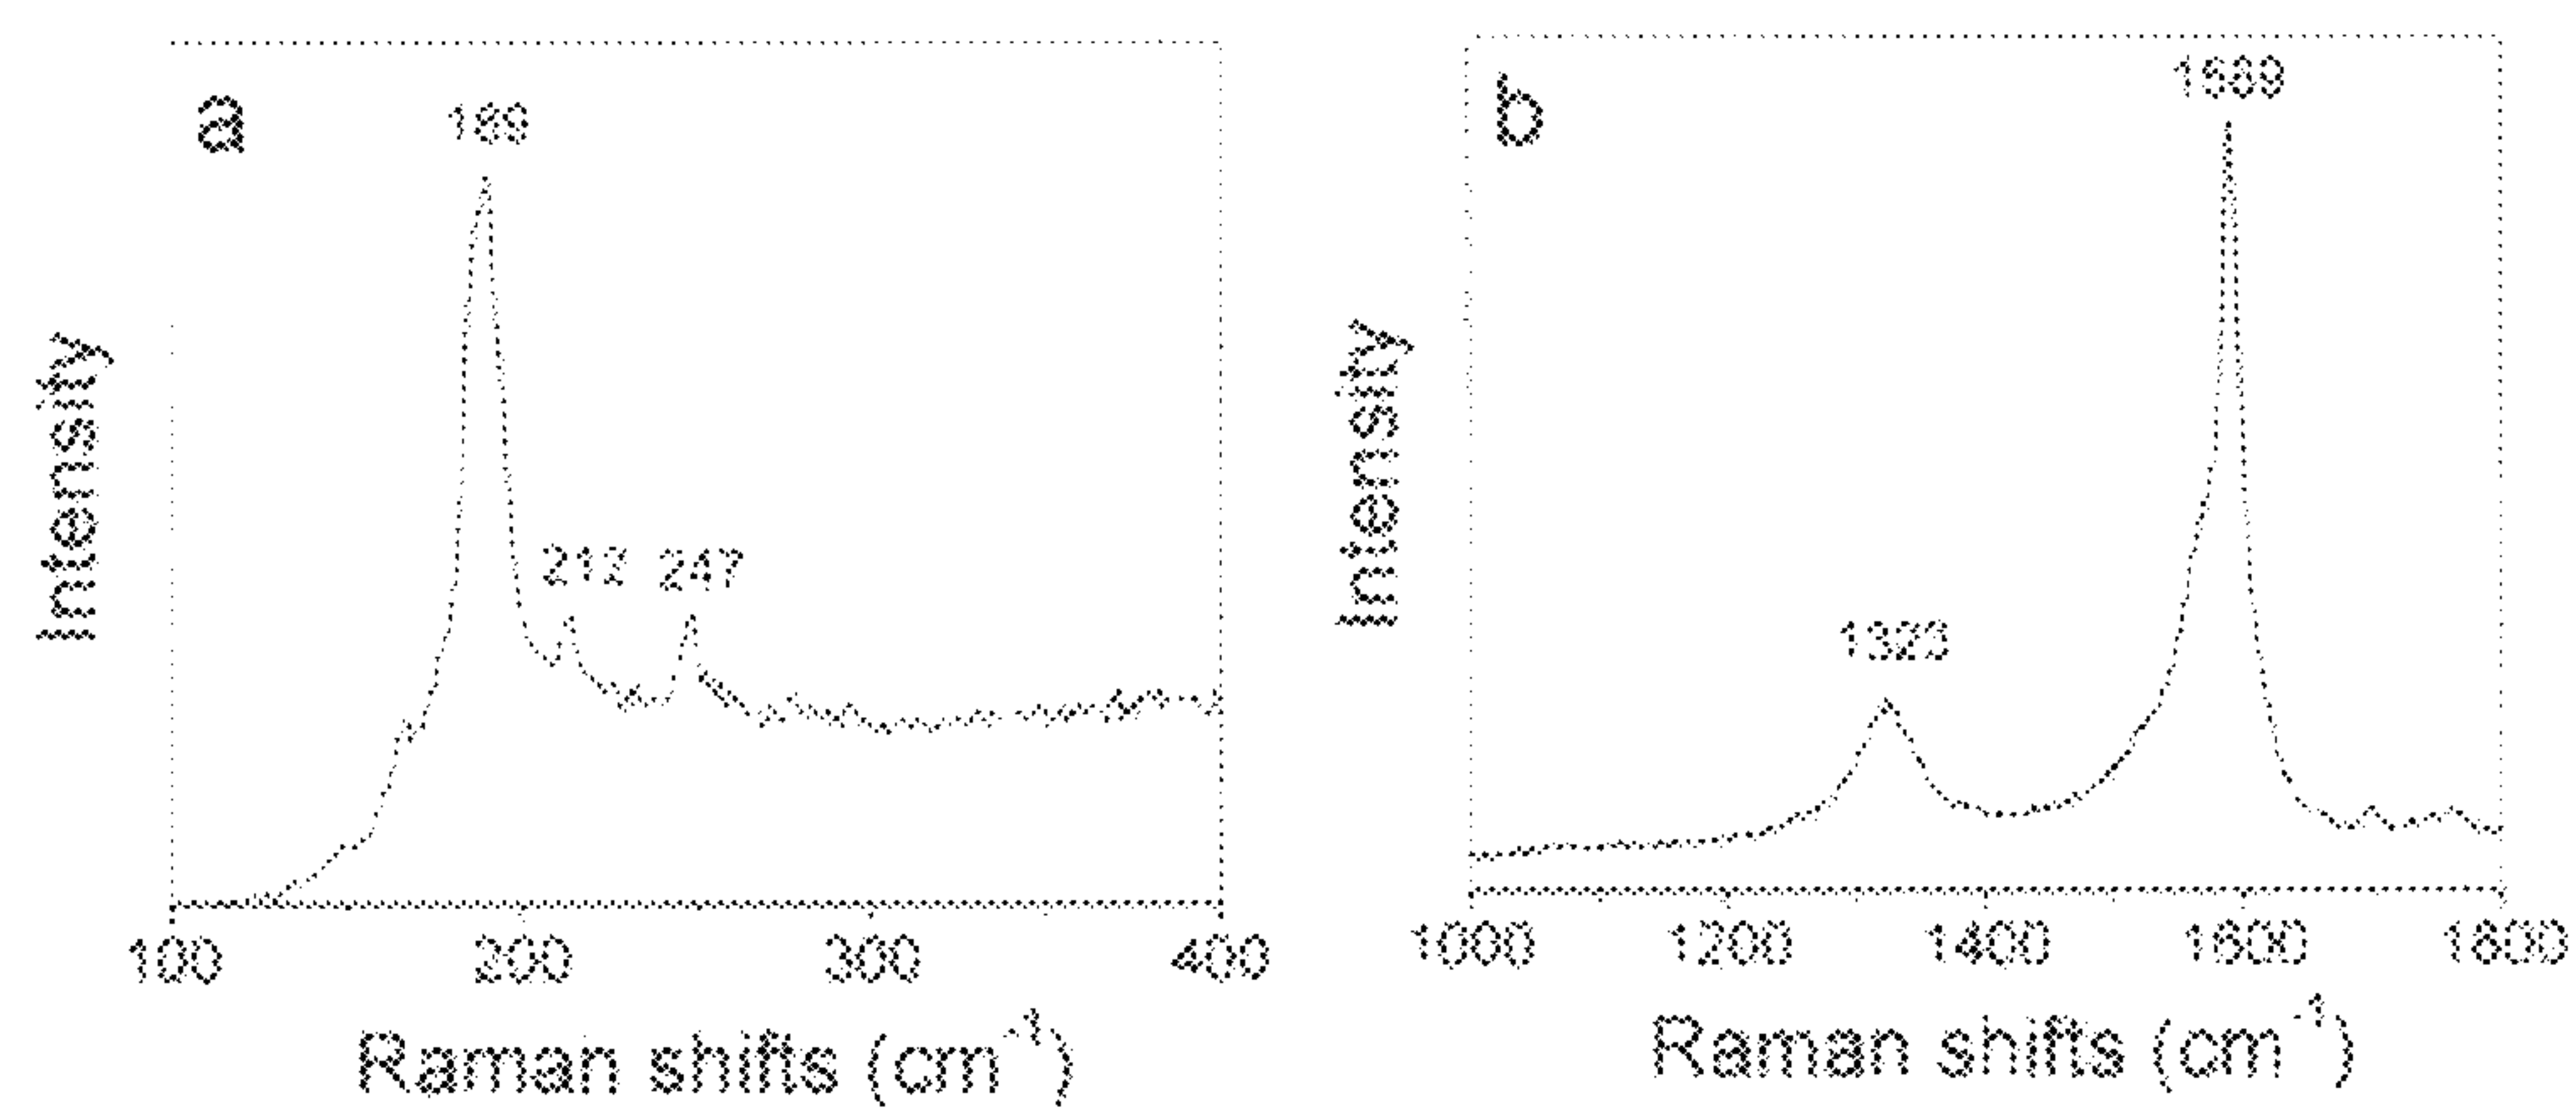 a
189
212 247
Intensity
100 200 300 400
Raman shifts (cm⁻¹)
b
1589
1323
Intensity
1000 1200 1400 1600 1800
Raman shifts (cm⁻¹)